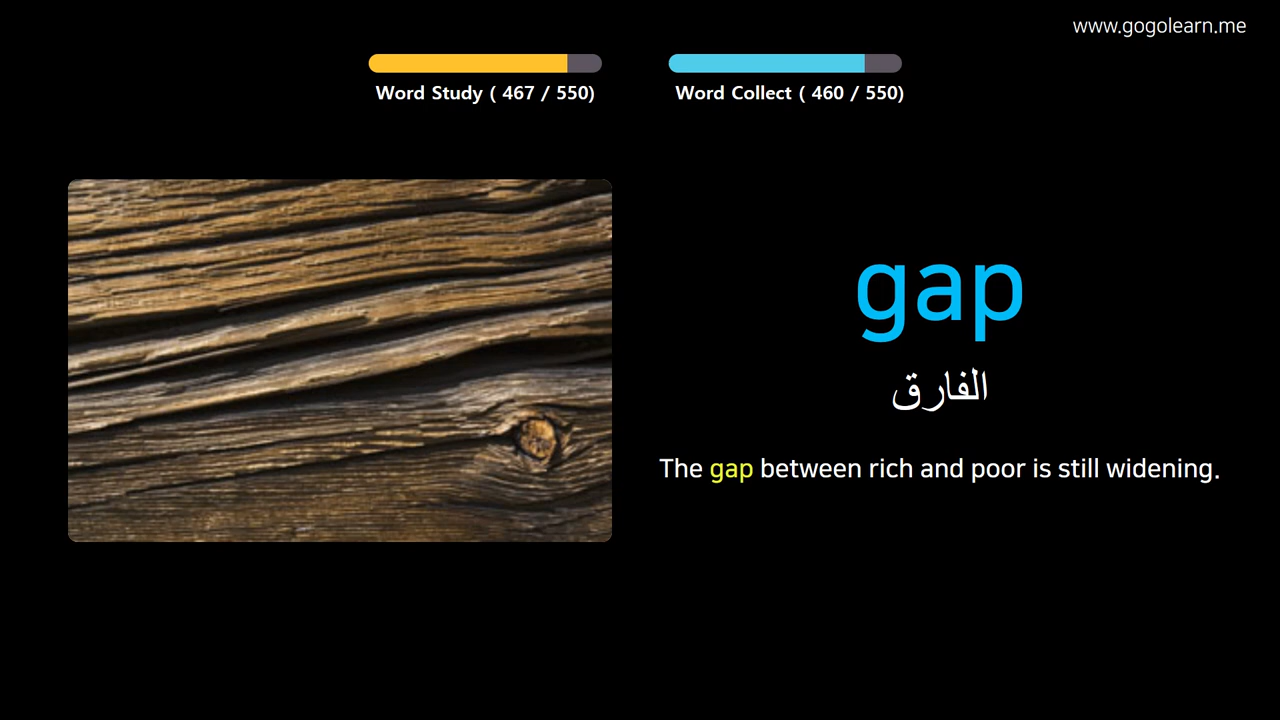 www.gogolearn.me
Word Study ( 467 / 550)
Word Collect ( 460 / 550)
gap
الفارق
The gap between rich and poor is still widening.